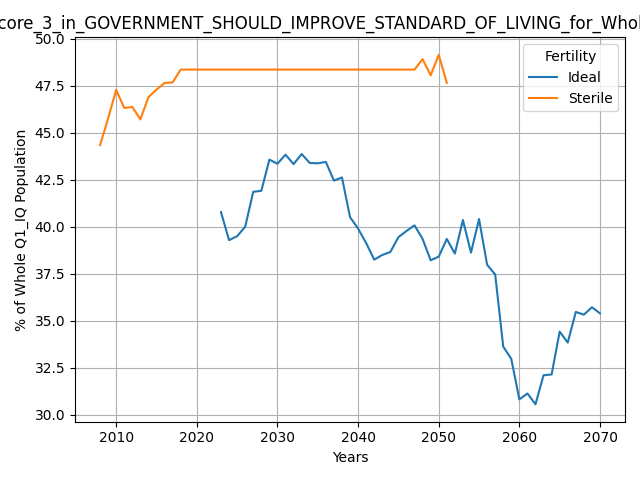 core_3_in_GOVERNMENT_SHOULD_IMPROVE_STANDARD_OF_LIVING_for_Whol
50.0
47.5
45.0
42.5
40.0
37.5
35.0
32.5
30.0
% of Whole Q1_IQ Population
Fertility
Ideal
Sterile
2010 2020 2030 2040 2050 2060 2070
Years